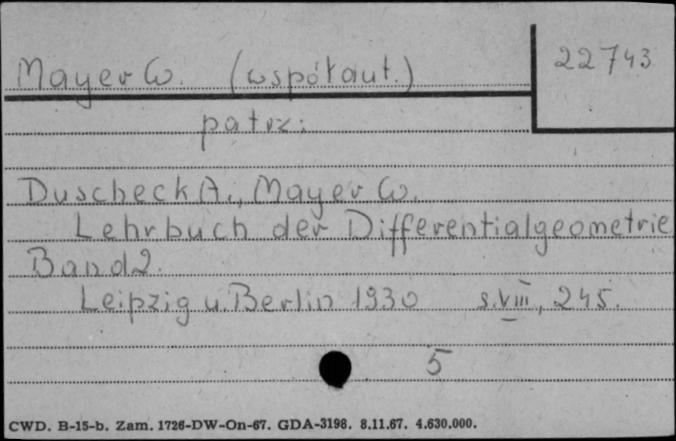 Mayer W. (współaut.) 22743
patrz:
Duscheck A., Mayer W.
Lehrbuch der Differentialgeometrie
Band 2.
Leipzig u. Berlin 1930 s. VIII, 245.
5
CWD. B-15-b. Zam. 1726-DW-On-67. GDA-3198. 8.11.67. 4.630.000.